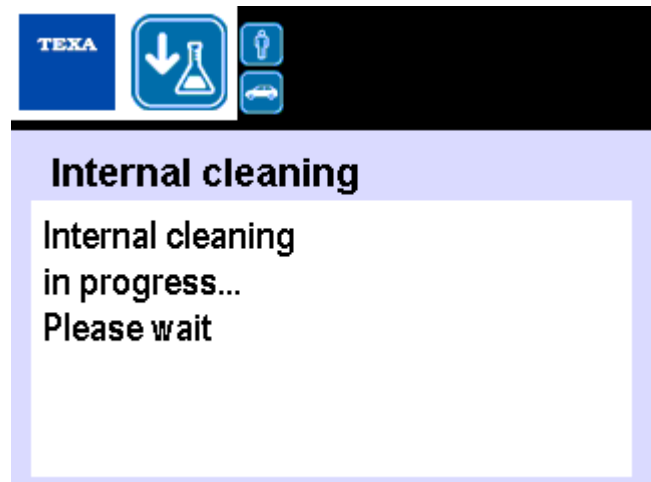 TEXA
Internal cleaning
Internal cleaning
in progress...
Please wait